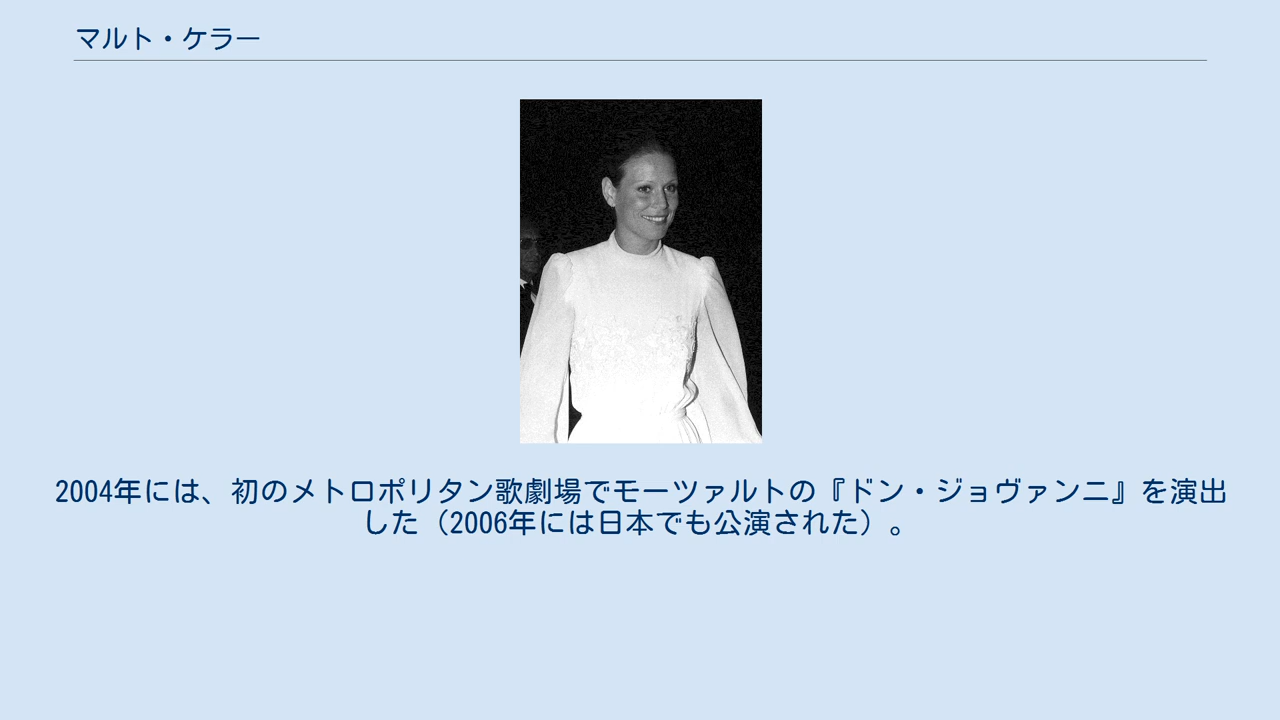 マルト・ケラー
2004年には、初のメトロポリタン歌劇場でモーツァルトの『ドン・ジョヴァンニ』を演出
した（2006年には日本でも公演された）。